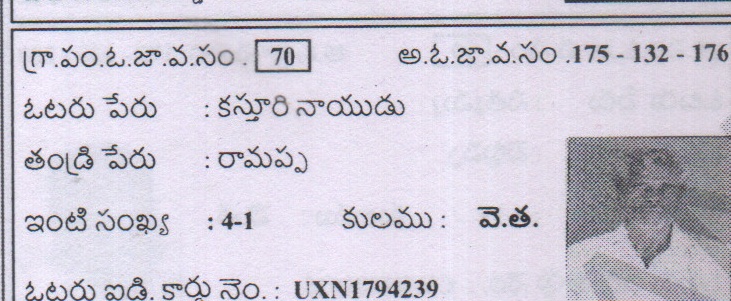 గ్రా.పం.ఓ.జా.వ.సం. 70 అ.ఓ.జా.వ.సం .175 - 132 - 176
ఓటరు పేరు : కస్తూరి నాయుడు
తండ్రి పేరు : రామప్ప
ఇంటి సంఖ్య : 4-1 కులము : వె.త.
ఓటరు ఐడి. కార్డు నెం. : UXN1794239